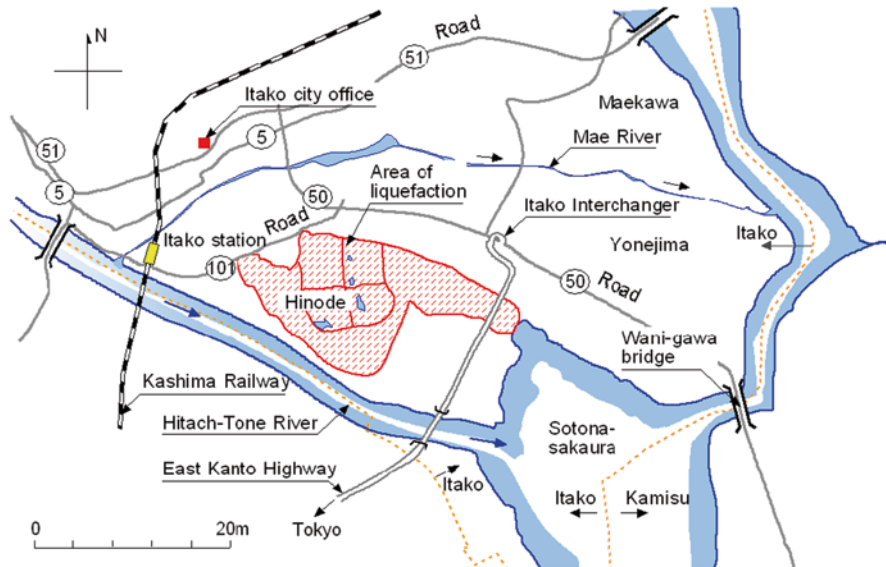 N
Road
51
Itako city office
5
Maekawa
51
5
Mae River
Area of
liquefaction
50
Road
Itako Interchanger
Itako station
101
Yonejima
Itako
Hinode
50
Road
Wani-gawa
bridge
Kashima Railway
Hitach-Tone River
Sotona-
sakaura
East Kanto Highway
Itako
Itako
Kamisu
Tokyo
0
20m